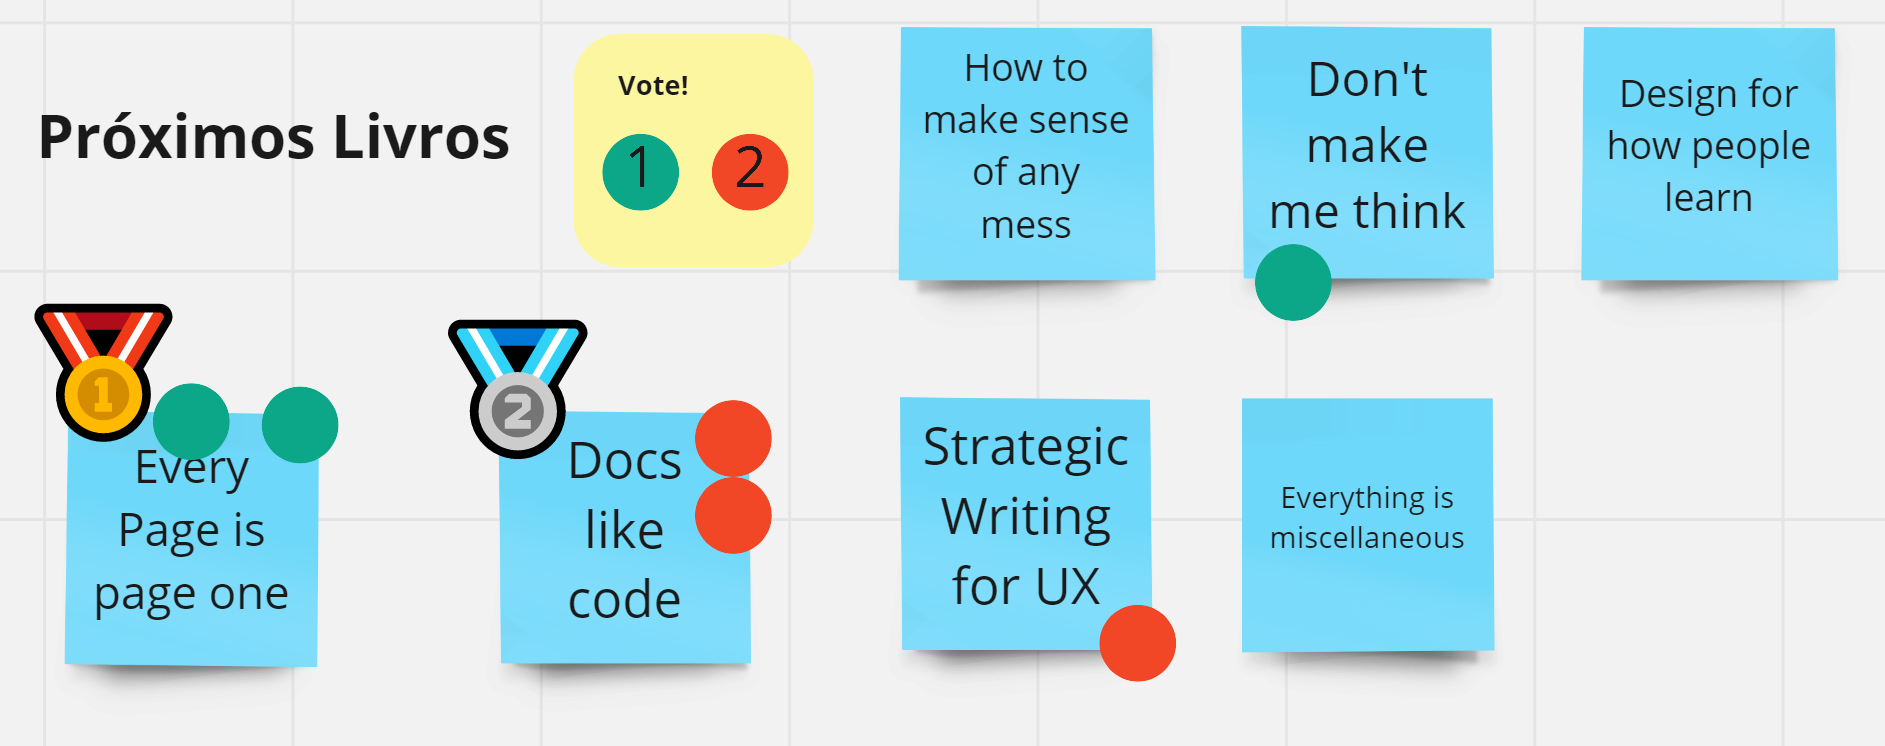 Próximos Livros
Vote!
1
2
How to
make sense
of any
mess
Don't
make
me think
Design for
how people
learn
1
Every
Page is
page one
2
Docs
like
code
Strategic
Writing
for UX
Everything is
miscellaneous